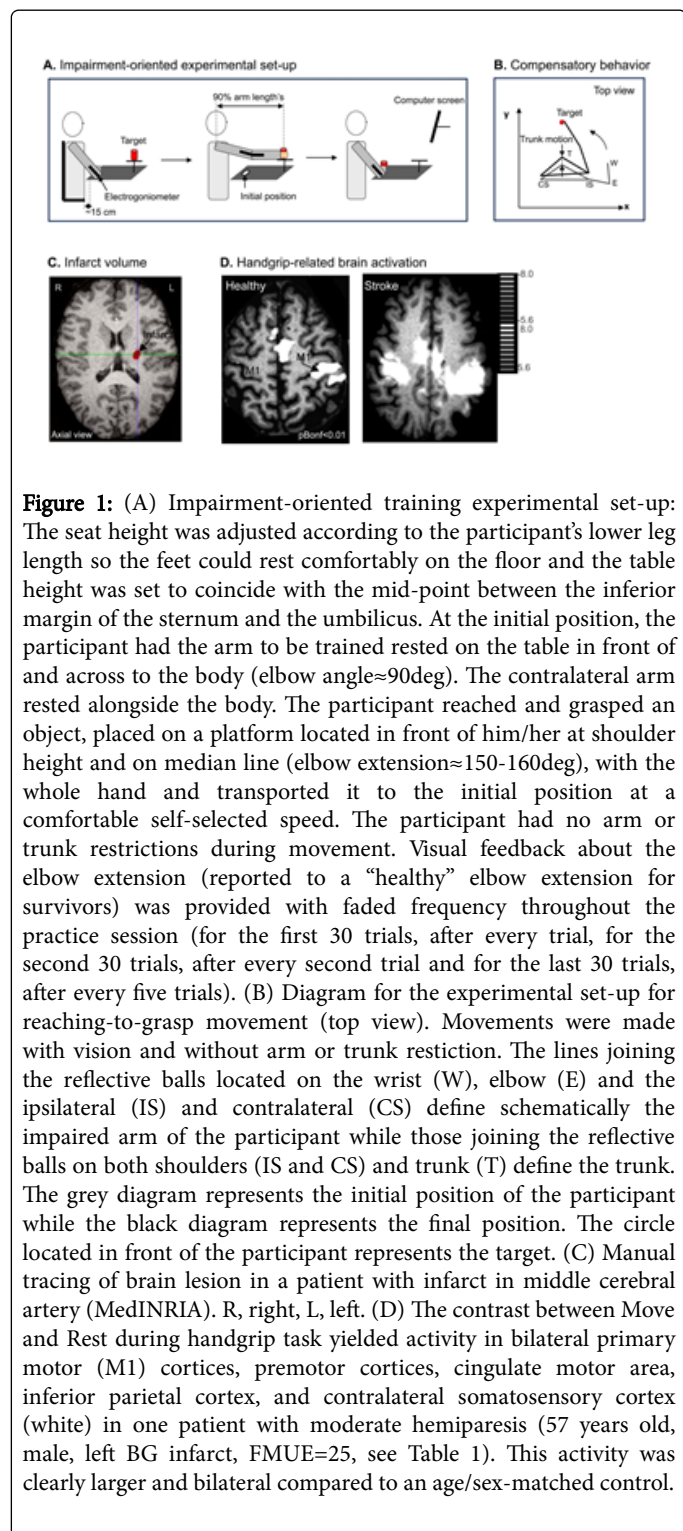 A. Impairment-oriented experimental set-up
B. Compensatory behavior
90% arm length's
Computer screen
Target
Electrogoniometer
Initial position
~15 cm
Top view
y
Target
Trunk motion
T
W
CS
IS
E
x
C. Infarct volume
D. Handgrip-related brain activation
R
L
Infarct
Axial view
Healthy
M1
M1
pBonf<0.01
Stroke
8.0
5.6
8.0
5.6
Figure 1: (A) Impairment-oriented training experimental set-up:
The seat height was adjusted according to the participant's lower leg
length so the feet could rest comfortably on the floor and the table
height was set to coincide with the mid-point between the inferior
margin of the sternum and the umbilicus. At the initial position, the
participant had the arm to be trained rested on the table in front of
and across to the body (elbow angle≈90deg). The contralateral arm
rested alongside the body. The participant reached and grasped an
object, placed on a platform located in front of him/her at shoulder
height and on median line (elbow extension≈150-160deg), with the
whole hand and transported it to the initial position at a
comfortable self-selected speed. The participant had no arm or
trunk restrictions during movement. Visual feedback about the
elbow extension (reported to a “healthy” elbow extension for
survivors) was provided with faded frequency throughout the
practice session (for the first 30 trials, after every trial, for the
second 30 trials, after every second trial and for the last 30 trials,
after every five trials). (B) Diagram for the experimental set-up for
reaching-to-grasp movement (top view). Movements were made
with vision and without arm or trunk restiction. The lines joining
the reflective balls located on the wrist (W), elbow (E) and the
ipsilateral (IS) and contralateral (CS) define schematically the
impaired arm of the participant while those joining the reflective
balls on both shoulders (IS and CS) and trunk (T) define the trunk.
The grey diagram represents the initial position of the participant
while the black diagram represents the final position. The circle
located in front of the participant represents the target. (C) Manual
tracing of brain lesion in a patient with infarct in middle cerebral
artery (MedINRIA). R, right, L, left. (D) The contrast between Move
and Rest during handgrip task yielded activity in bilateral primary
motor (M1) cortices, premotor cortices, cingulate motor area,
inferior parietal cortex, and contralateral somatosensory cortex
(white) in one patient with moderate hemiparesis (57 years old,
male, left BG infarct, FMUE=25, see Table 1). This activity was
clearly larger and bilateral compared to an age/sex-matched control.